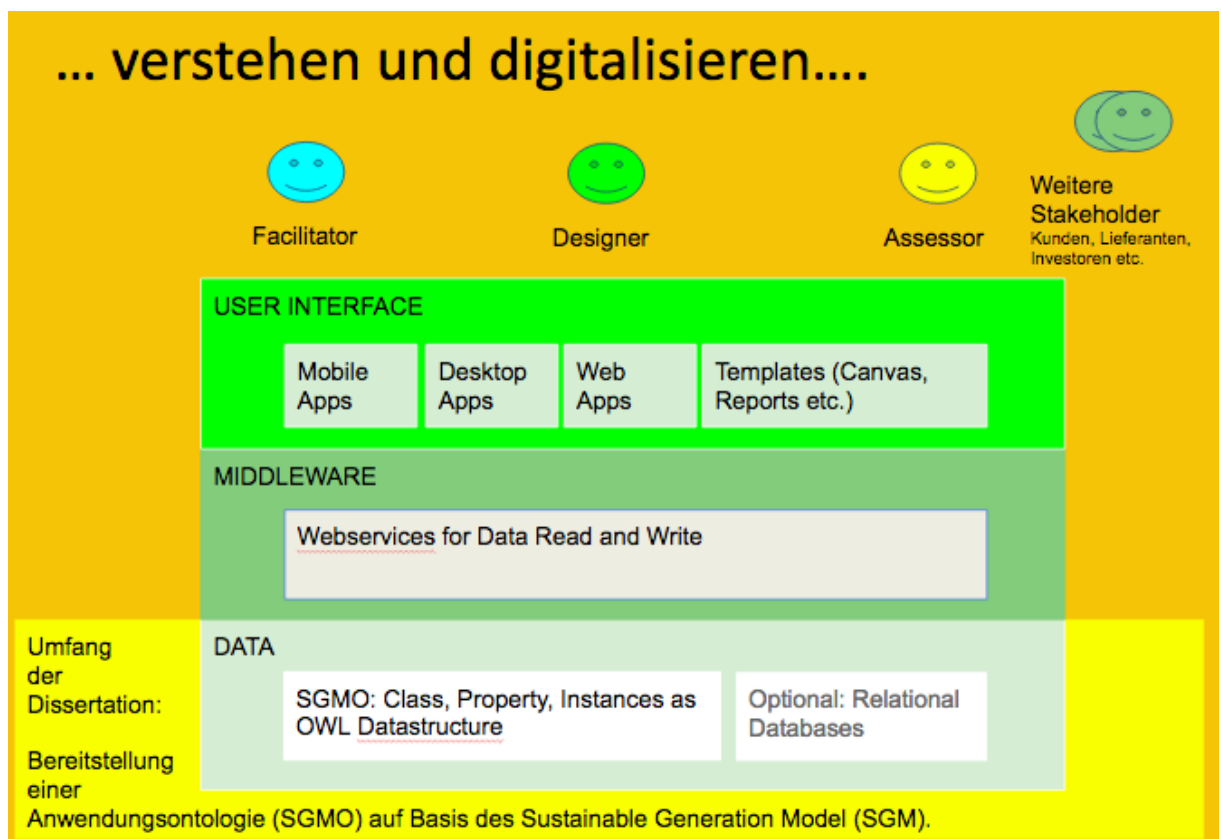 ... verstehen und digitalisieren....
Facilitator
Designer
Assessor
Weitere
Stakeholder
Kunden, Lieferanten,
Investoren etc.
USER INTERFACE
Mobile
Apps
Desktop
Apps
Web
Apps
Templates (Canvas,
Reports etc.)
MIDDLEWARE
Webservices for Data Read and Write
Umfang
der
Dissertation:
DATA
SGMO: Class, Property, Instances as
OWL Datastructure
Optional: Relational
Databases
Bereitstellung
einer
Anwendungsontologie (SGMO) auf Basis des Sustainable Generation Model (SGM).